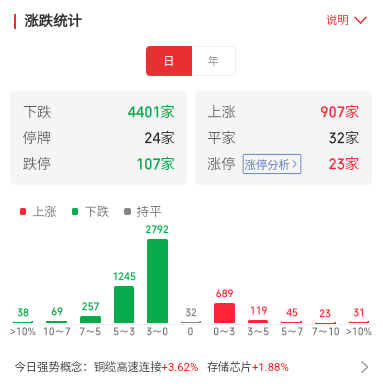 涨跌统计 说明
日 年
下跌 4401家 上涨 907家
停牌 24家 平家 32家
跌停 107家 涨停 涨停分析 23家
上涨 下跌 持平
38 69 257 1245 2792 32 689 119 45 23 31
>10% 10～7 7～5 5～3 3～0 0 0～3 3～5 5～7 7～10 >10%
今日强势概念：铜缆高速连接+3.62% 存储芯片+1.88%